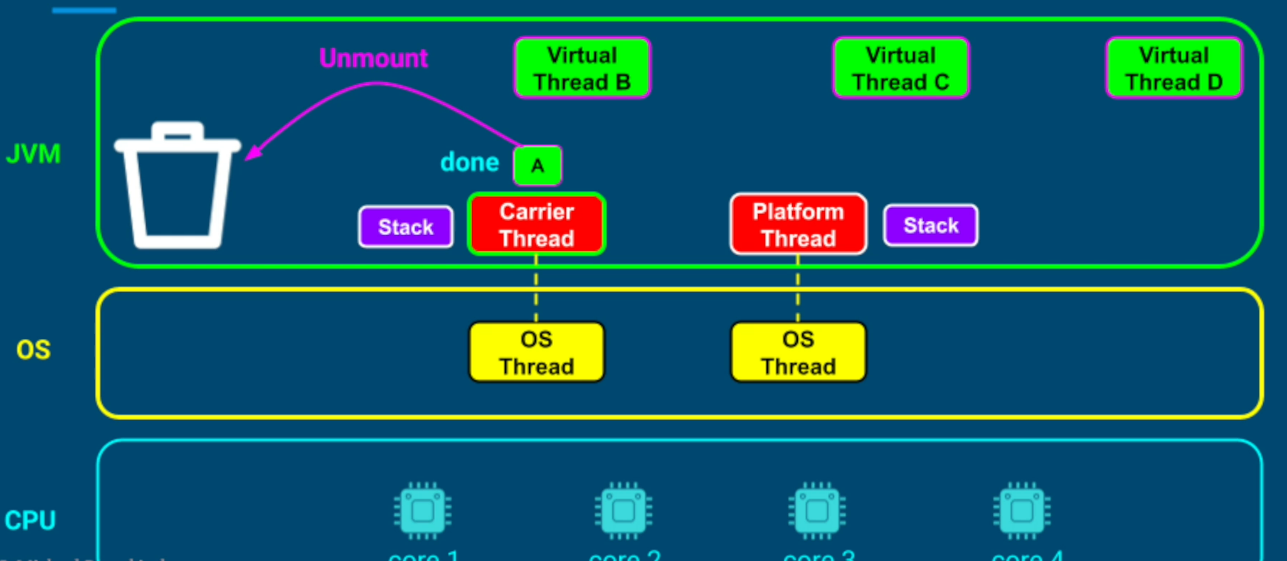 Unmount
Virtual
Thread B
Virtual
Thread C
Virtual
Thread D
JVM
done
A
Stack
Carrier
Thread
Platform
Thread
Stack
OS
OS
Thread
OS
Thread
CPU
core 1
core 2
core 3
core 4